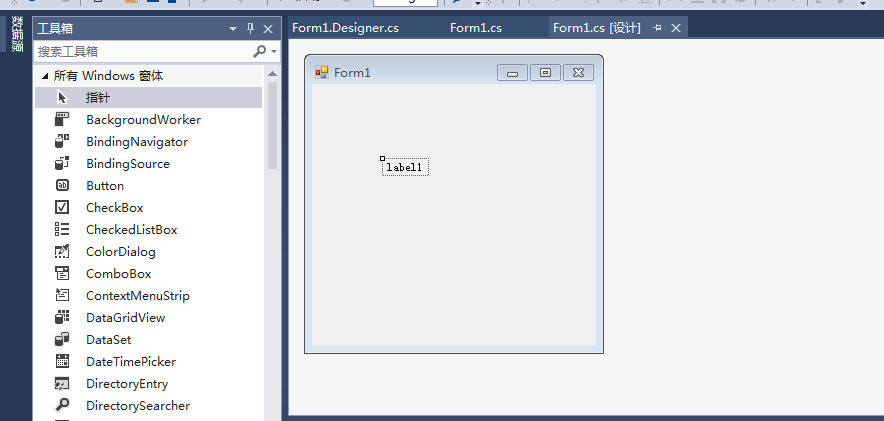 数据源
工具箱
搜索工具箱
所有 Windows 窗体
指针
BackgroundWorker
BindingNavigator
BindingSource
Button
CheckBox
CheckedListBox
ColorDialog
ComboBox
ContextMenuStrip
DataGridView
DataSet
DateTimePicker
DirectoryEntry
DirectorySearcher
Form1.Designer.cs
Form1.cs
Form1.cs [设计]
Form1
label1